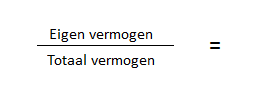 Eigen vermogen
Totaal vermogen
=